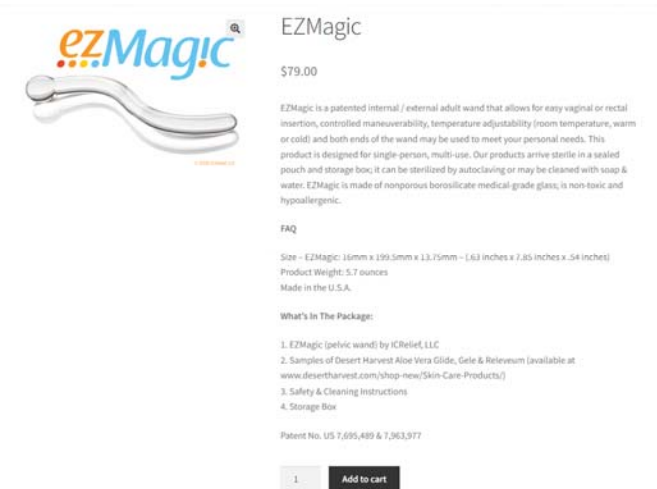 ezMagic
EZMagic
$79.00
EZMagic is a patented internal / external adult wand that allows for easy vaginal or rectal
insertion, controlled maneuverability, temperature adjustability (room temperature, warm
or cold) and both ends of the wand may be used to meet your personal needs. This
product is designed for single-person, multi-use. Our products arrive sterile in a sealed
pouch and storage box; it can be sterilized by autoclaving or may be cleaned with soap &
water. EZMagic is made of nonporous borosilicate medical-grade glass; is non-toxic and
hypoallergenic.
FAQ
Size – EZMagic: 16mm x 199.5mm x 13.75mm – (.63 inches x 7.85 inches x .54 inches)
Product Weight: 5.7 ounces
Made in the U.S.A.
What's In The Package:
1. EZMagic (pelvic wand) by ICRelief, LLC
2. Samples of Desert Harvest Aloe Vera Glide, Gele & Releveum (available at
www.desertharvest.com/shop-new/Skin-Care-Products/)
3. Safety & Cleaning Instructions
4. Storage Box
Patent No. US 7,695,489 & 7,963,977
1
Add to cart